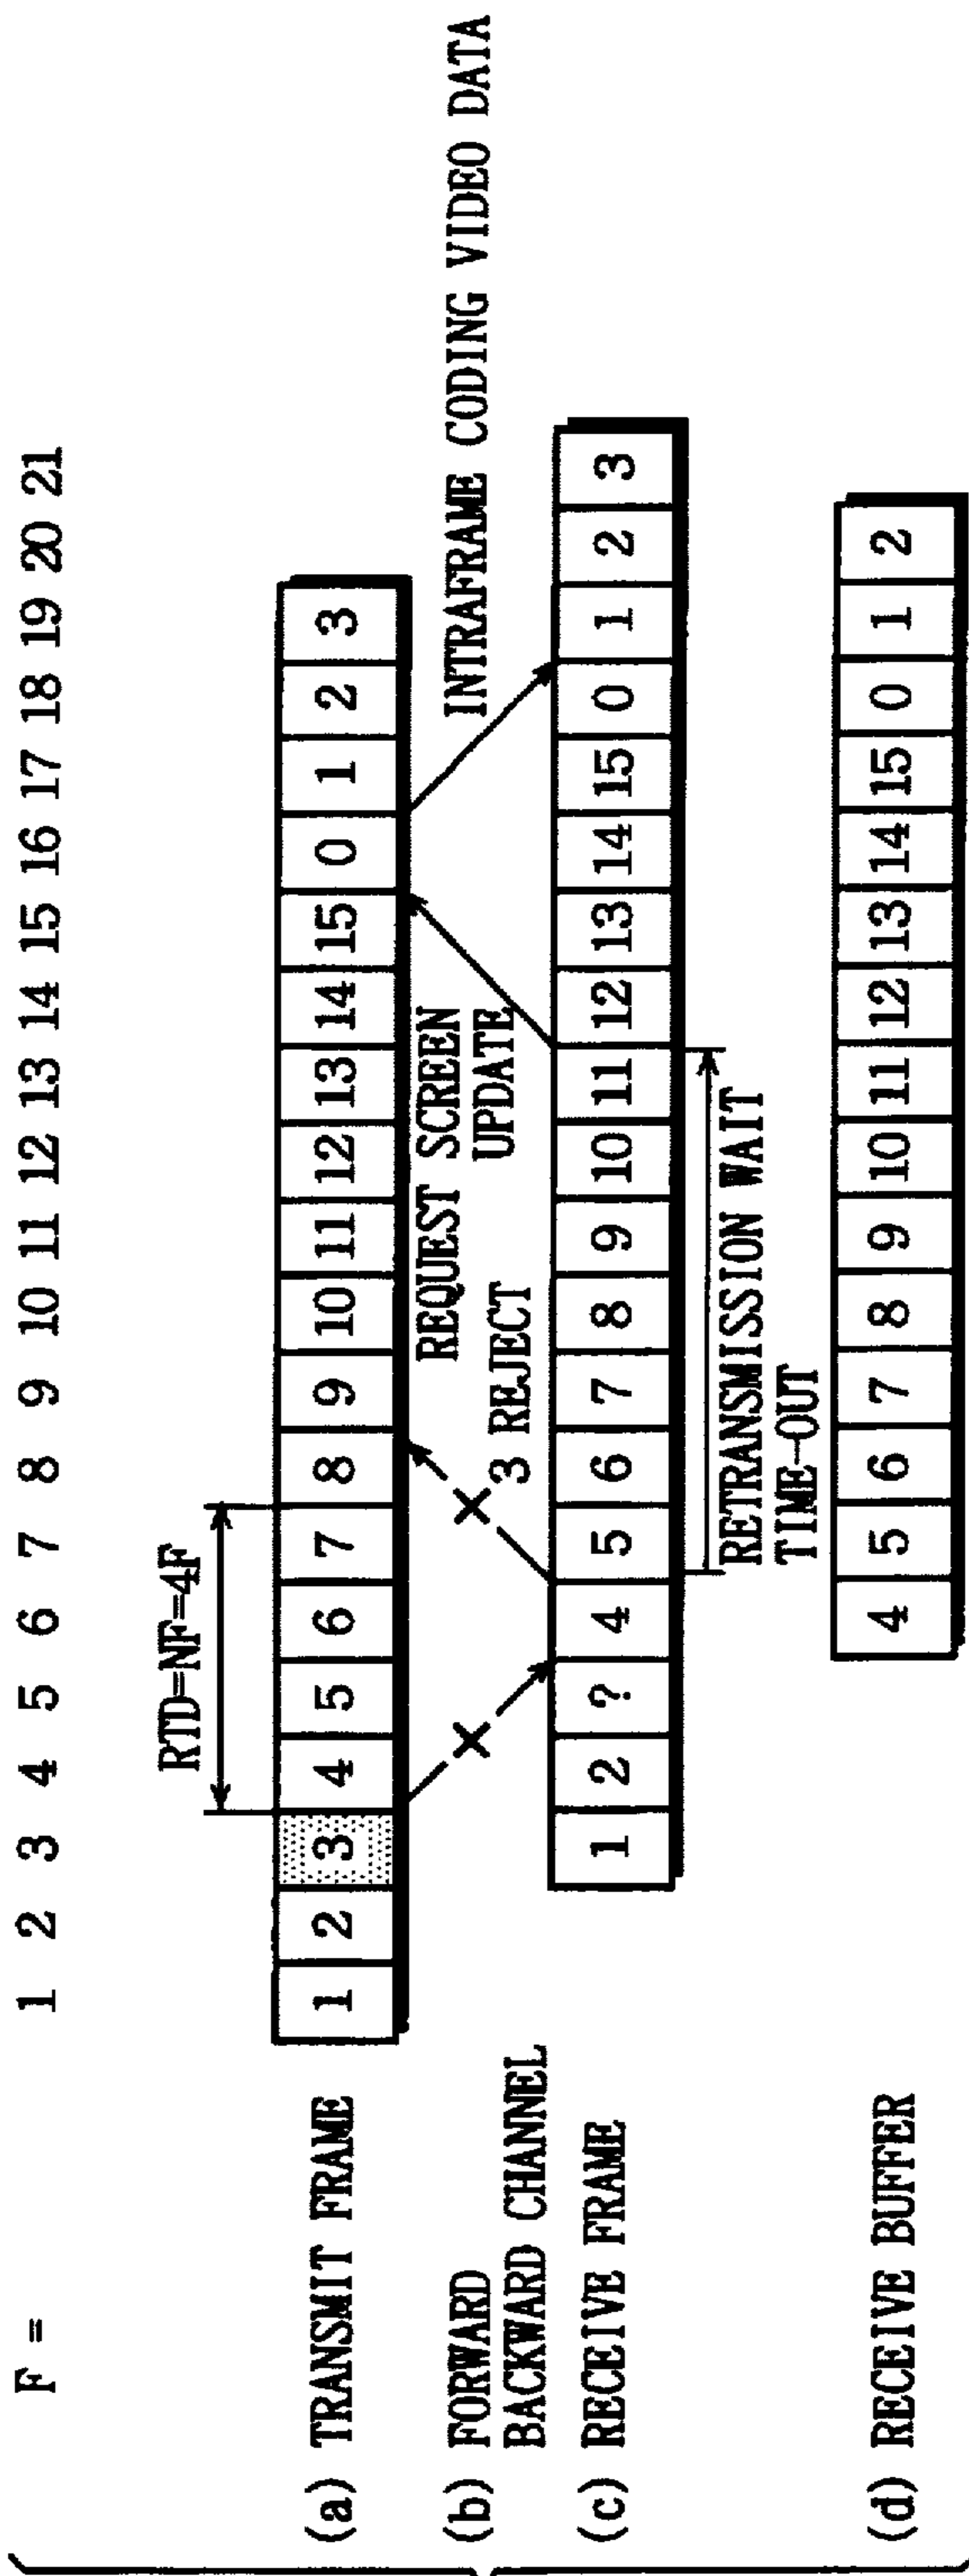 F = 1 2 3 4 5 6 7 8 9 10 11 12 13 14 15 16 17 18 19 20 21
RTD=NF=4F
(a) TRANSMIT FRAME 1 2 3 4 5 6 7 8 9 10 11 12 13 14 15 0 1 2 3
(b) FORWARD
BACKWARD CHANNEL
REQUEST SCREEN
UPDATE
INTRAFRAME CODING VIDEO DATA
3 REJECT
(c) RECEIVE FRAME 1 2 ? 4 5 6 7 8 9 10 11 12 13 14 15 0 1 2 3
RETRANSMISSION WAIT
TIME-OUT
(d) RECEIVE BUFFER 4 5 6 7 8 9 10 11 12 13 14 15 0 1 2